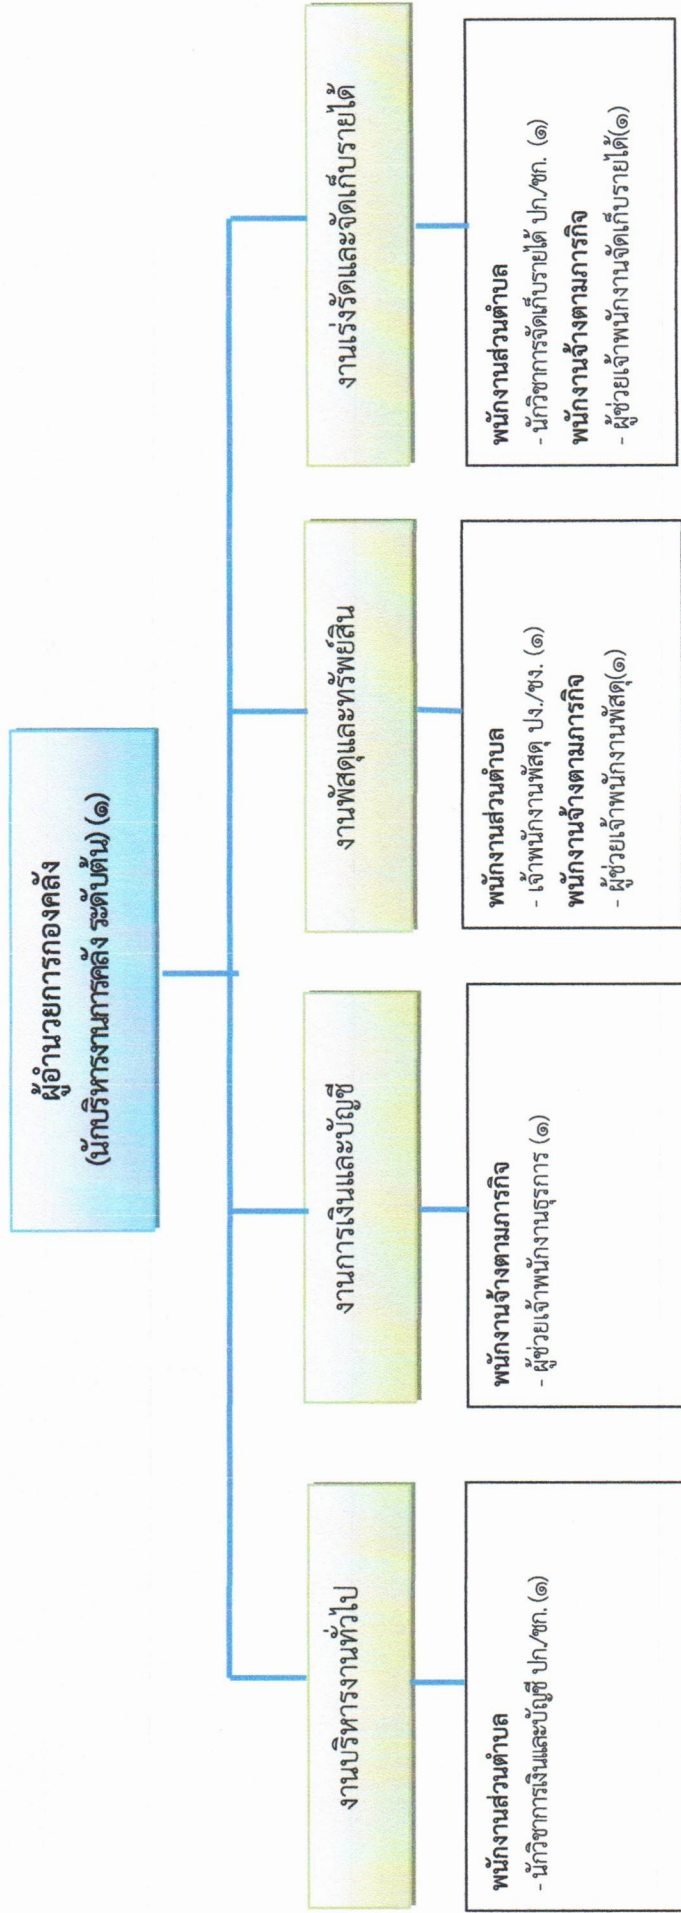 ผู้อำนวยการกองคลัง
(นักบริหารงานการคลัง ระดับต้น) (๑)
งานบริหารงานทั่วไป
งานการเงินและบัญชี
งานพัสดุและทรัพย์สิน
งานเร่งรัดและจัดเก็บรายได้
พนักงานส่วนตำบล
- นักวิชาการเงินและบัญชี ปก./ชก. (๑)
พนักงานจ้างตามภารกิจ
- ผู้ช่วยเจ้าพนักงานธุรการ (๑)
พนักงานส่วนตำบล
- เจ้าพนักงานพัสดุ ปง./ชง. (๑)
พนักงานจ้างตามภารกิจ
- ผู้ช่วยเจ้าพนักงานพัสดุ(๑)
พนักงานส่วนตำบล
- นักวิชาการจัดเก็บรายได้ ปก./ชก. (๑)
พนักงานจ้างตามภารกิจ
- ผู้ช่วยเจ้าพนักงานจัดเก็บรายได้(๑)